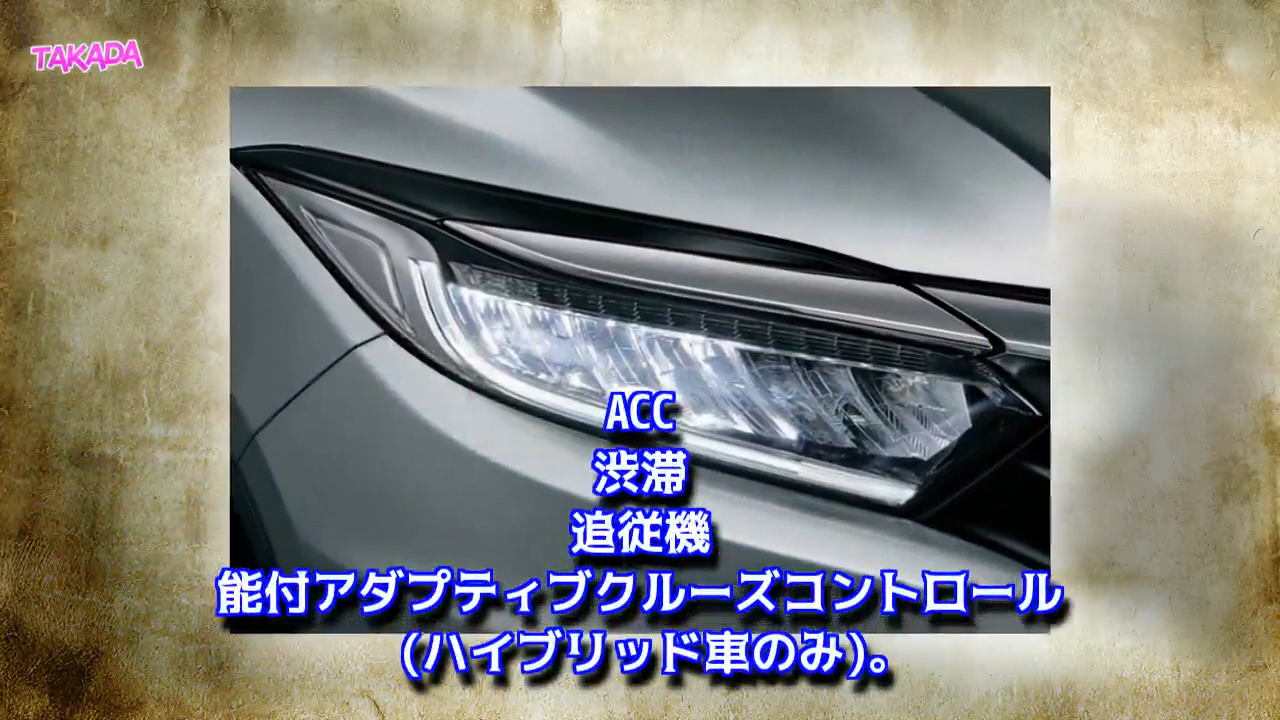 TAKADA
ACC
渋滞
追従機
能付アダプティブクルーズコントロール
(ハイブリッド車のみ)。